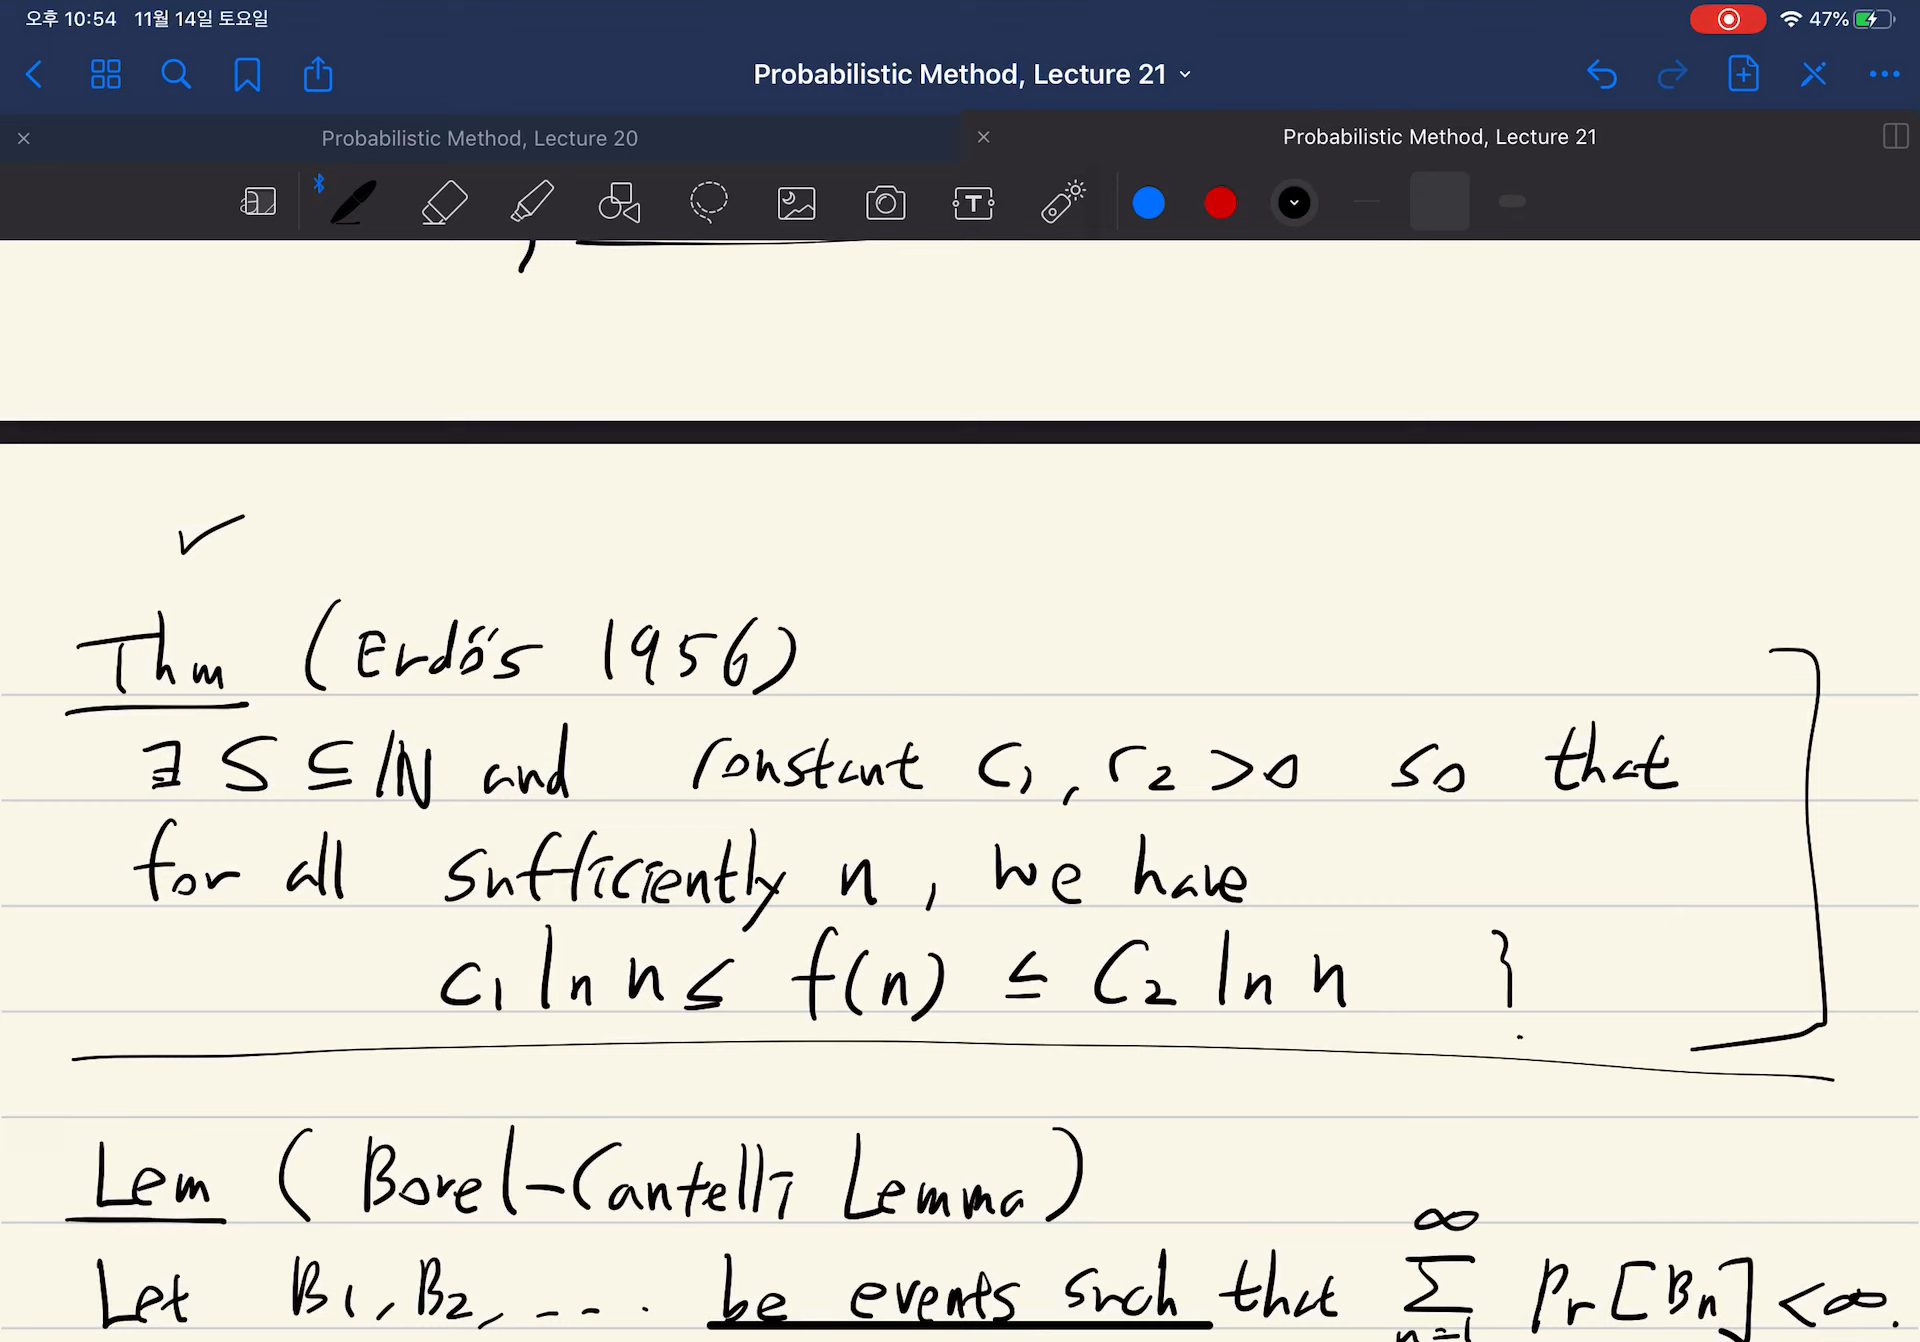 오후 10:54 11월 14일 토요일 47%
Probabilistic Method, Lecture 21
Probabilistic Method, Lecture 20 Probabilistic Method, Lecture 21
Thm (Erdős 1956)
∃ S ⊆ ℕ and constant C₁, C₂ > 0 so that
for all sufficiently n, we have
C₁ ln n ≤ f(n) ≤ C₂ ln n
Lem (Borel-Cantelli Lemma)
Let B₁, B₂, .... be events such that ∑_{n=1}^∞ Pr[Bn] < ∞.